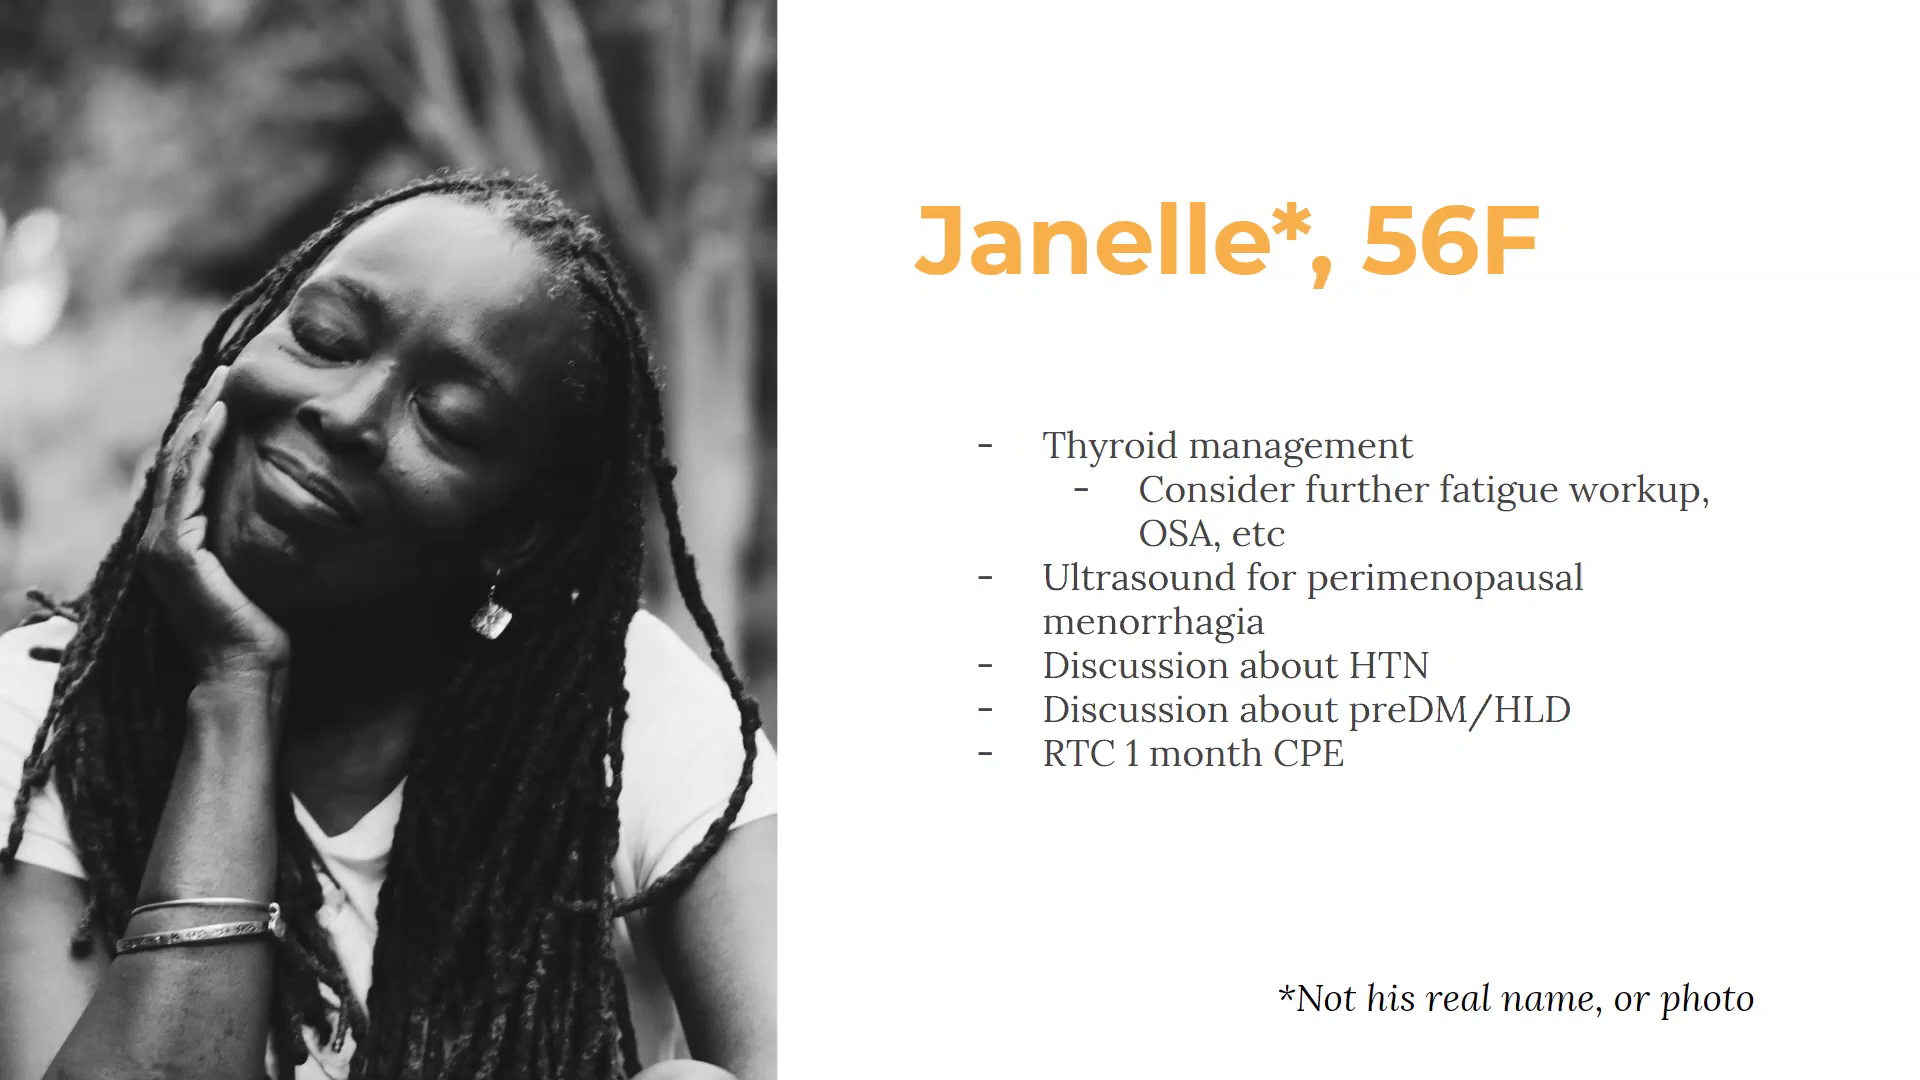 Janelle*, 56F
- Thyroid management
- Consider further fatigue workup,
OSA, etc
- Ultrasound for perimenopausal
menorrhagia
- Discussion about HTN
- Discussion about preDM/HLD
- RTC 1 month CPE
*Not his real name, or photo